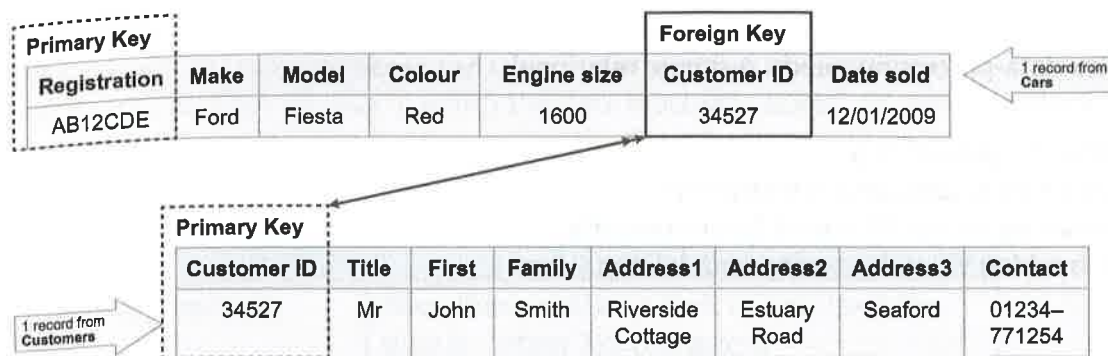 Primary Key
Foreign Key
Registration Make Model Colour Engine size Customer ID Date sold
AB12CDE Ford Fiesta Red 1600 34527 12/01/2009
1 record from
Cars
Primary Key
Customer ID Title First Family Address1 Address2 Address3 Contact
34527 Mr John Smith Riverside Estuary Seaford 01234–
Cottage Road 771254
1 record from
Customers